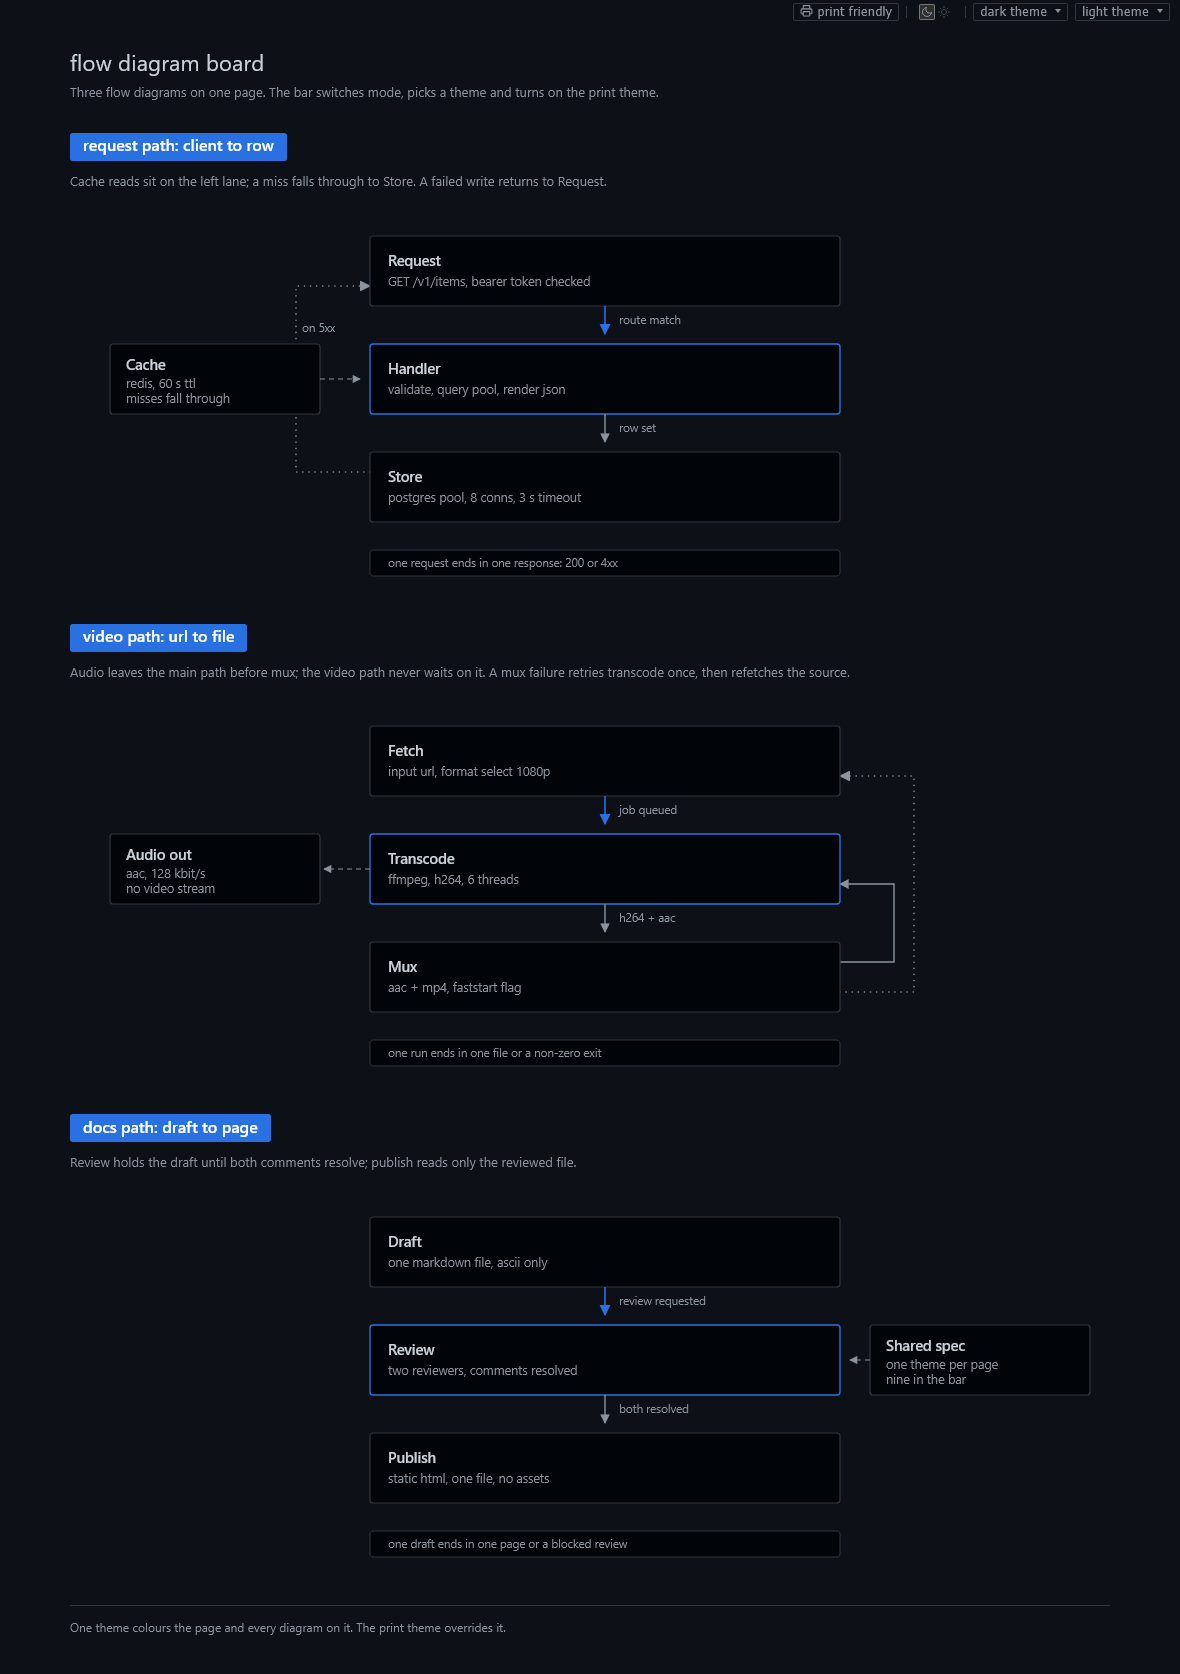 print friendly
dark theme
light theme
flow diagram board
Three flow diagrams on one page. The bar switches mode, picks a theme and turns on the print theme.
request path: client to row
Cache reads sit on the left lane; a miss falls through to Store. A failed write returns to Request.
Request
GET /v1/items, bearer token checked
route match
on 5xx
Cache
redis, 60 s ttl
misses fall through
Handler
validate, query pool, render json
row set
Store
postgres pool, 8 conns, 3 s timeout
one request ends in one response: 200 or 4xx
video path: url to file
Audio leaves the main path before mux; the video path never waits on it. A mux failure retries transcode once, then refetches the source.
Fetch
input url, format select 1080p
job queued
Audio out
aac, 128 kbit/s
no video stream
Transcode
ffmpeg, h264, 6 threads
h264 + aac
Mux
aac + mp4, faststart flag
one run ends in one file or a non-zero exit
docs path: draft to page
Review holds the draft until both comments resolve; publish reads only the reviewed file.
Draft
one markdown file, ascii only
review requested
Review
two reviewers, comments resolved
Shared spec
one theme per page
nine in the bar
both resolved
Publish
static html, one file, no assets
one draft ends in one page or a blocked review
One theme colours the page and every diagram on it. The print theme overrides it.